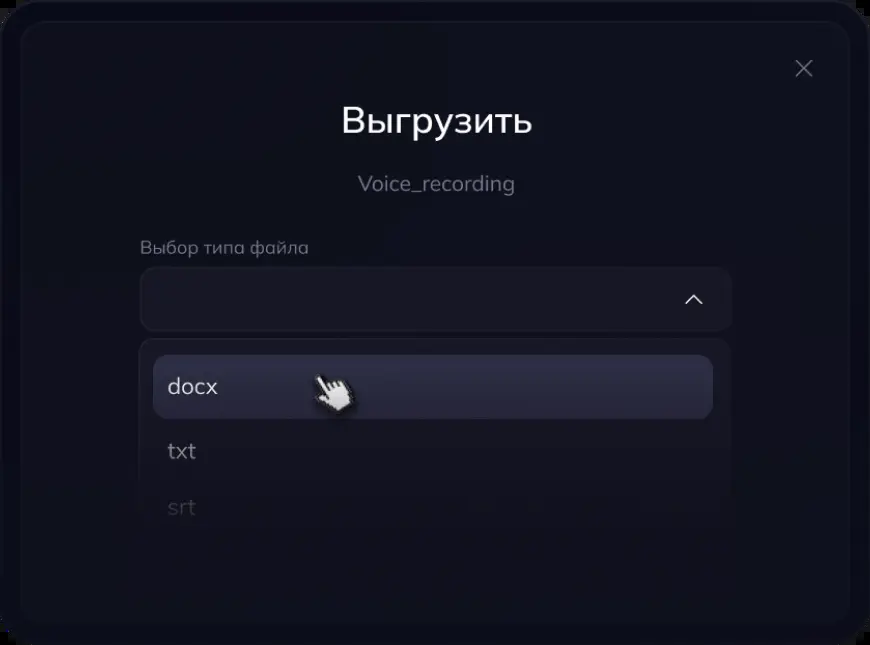 Выгрузить
Voice_recording
Выбор типа файла
docx
txt
srt